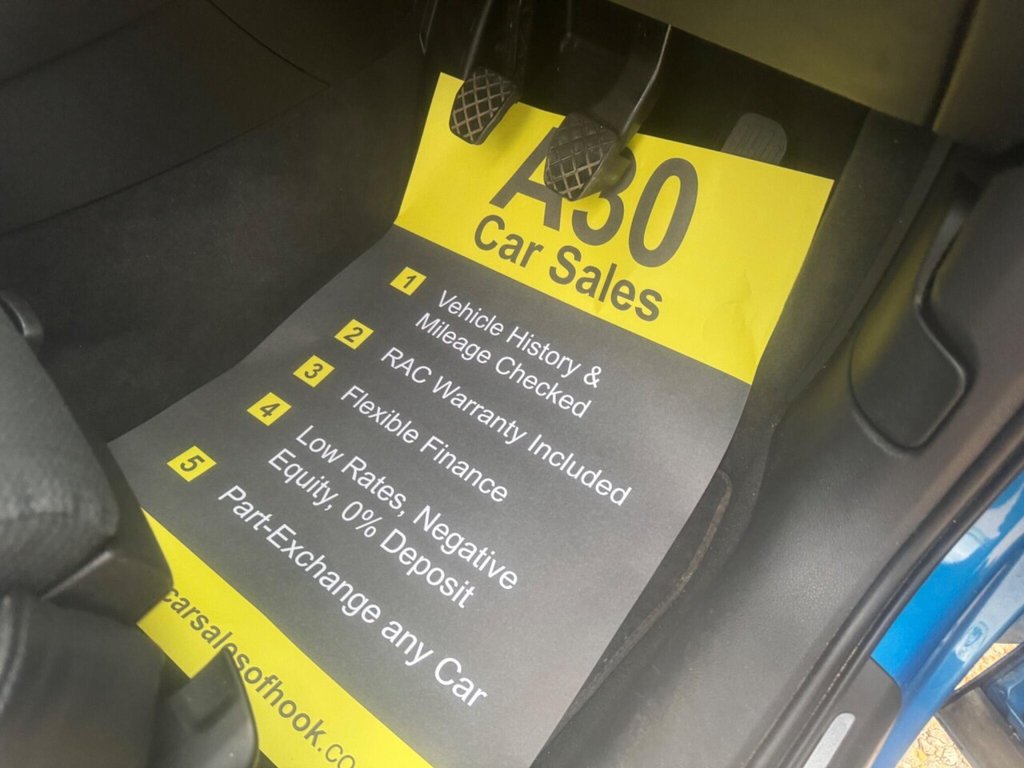 A30
Car Sales
1 Vehicle History &
Mileage Checked
2 RAC Warranty Included
3 Flexible Finance
4 Low Rates, Negative
Equity, 0% Deposit
5 Part-Exchange any Car
carsalesofhook.co